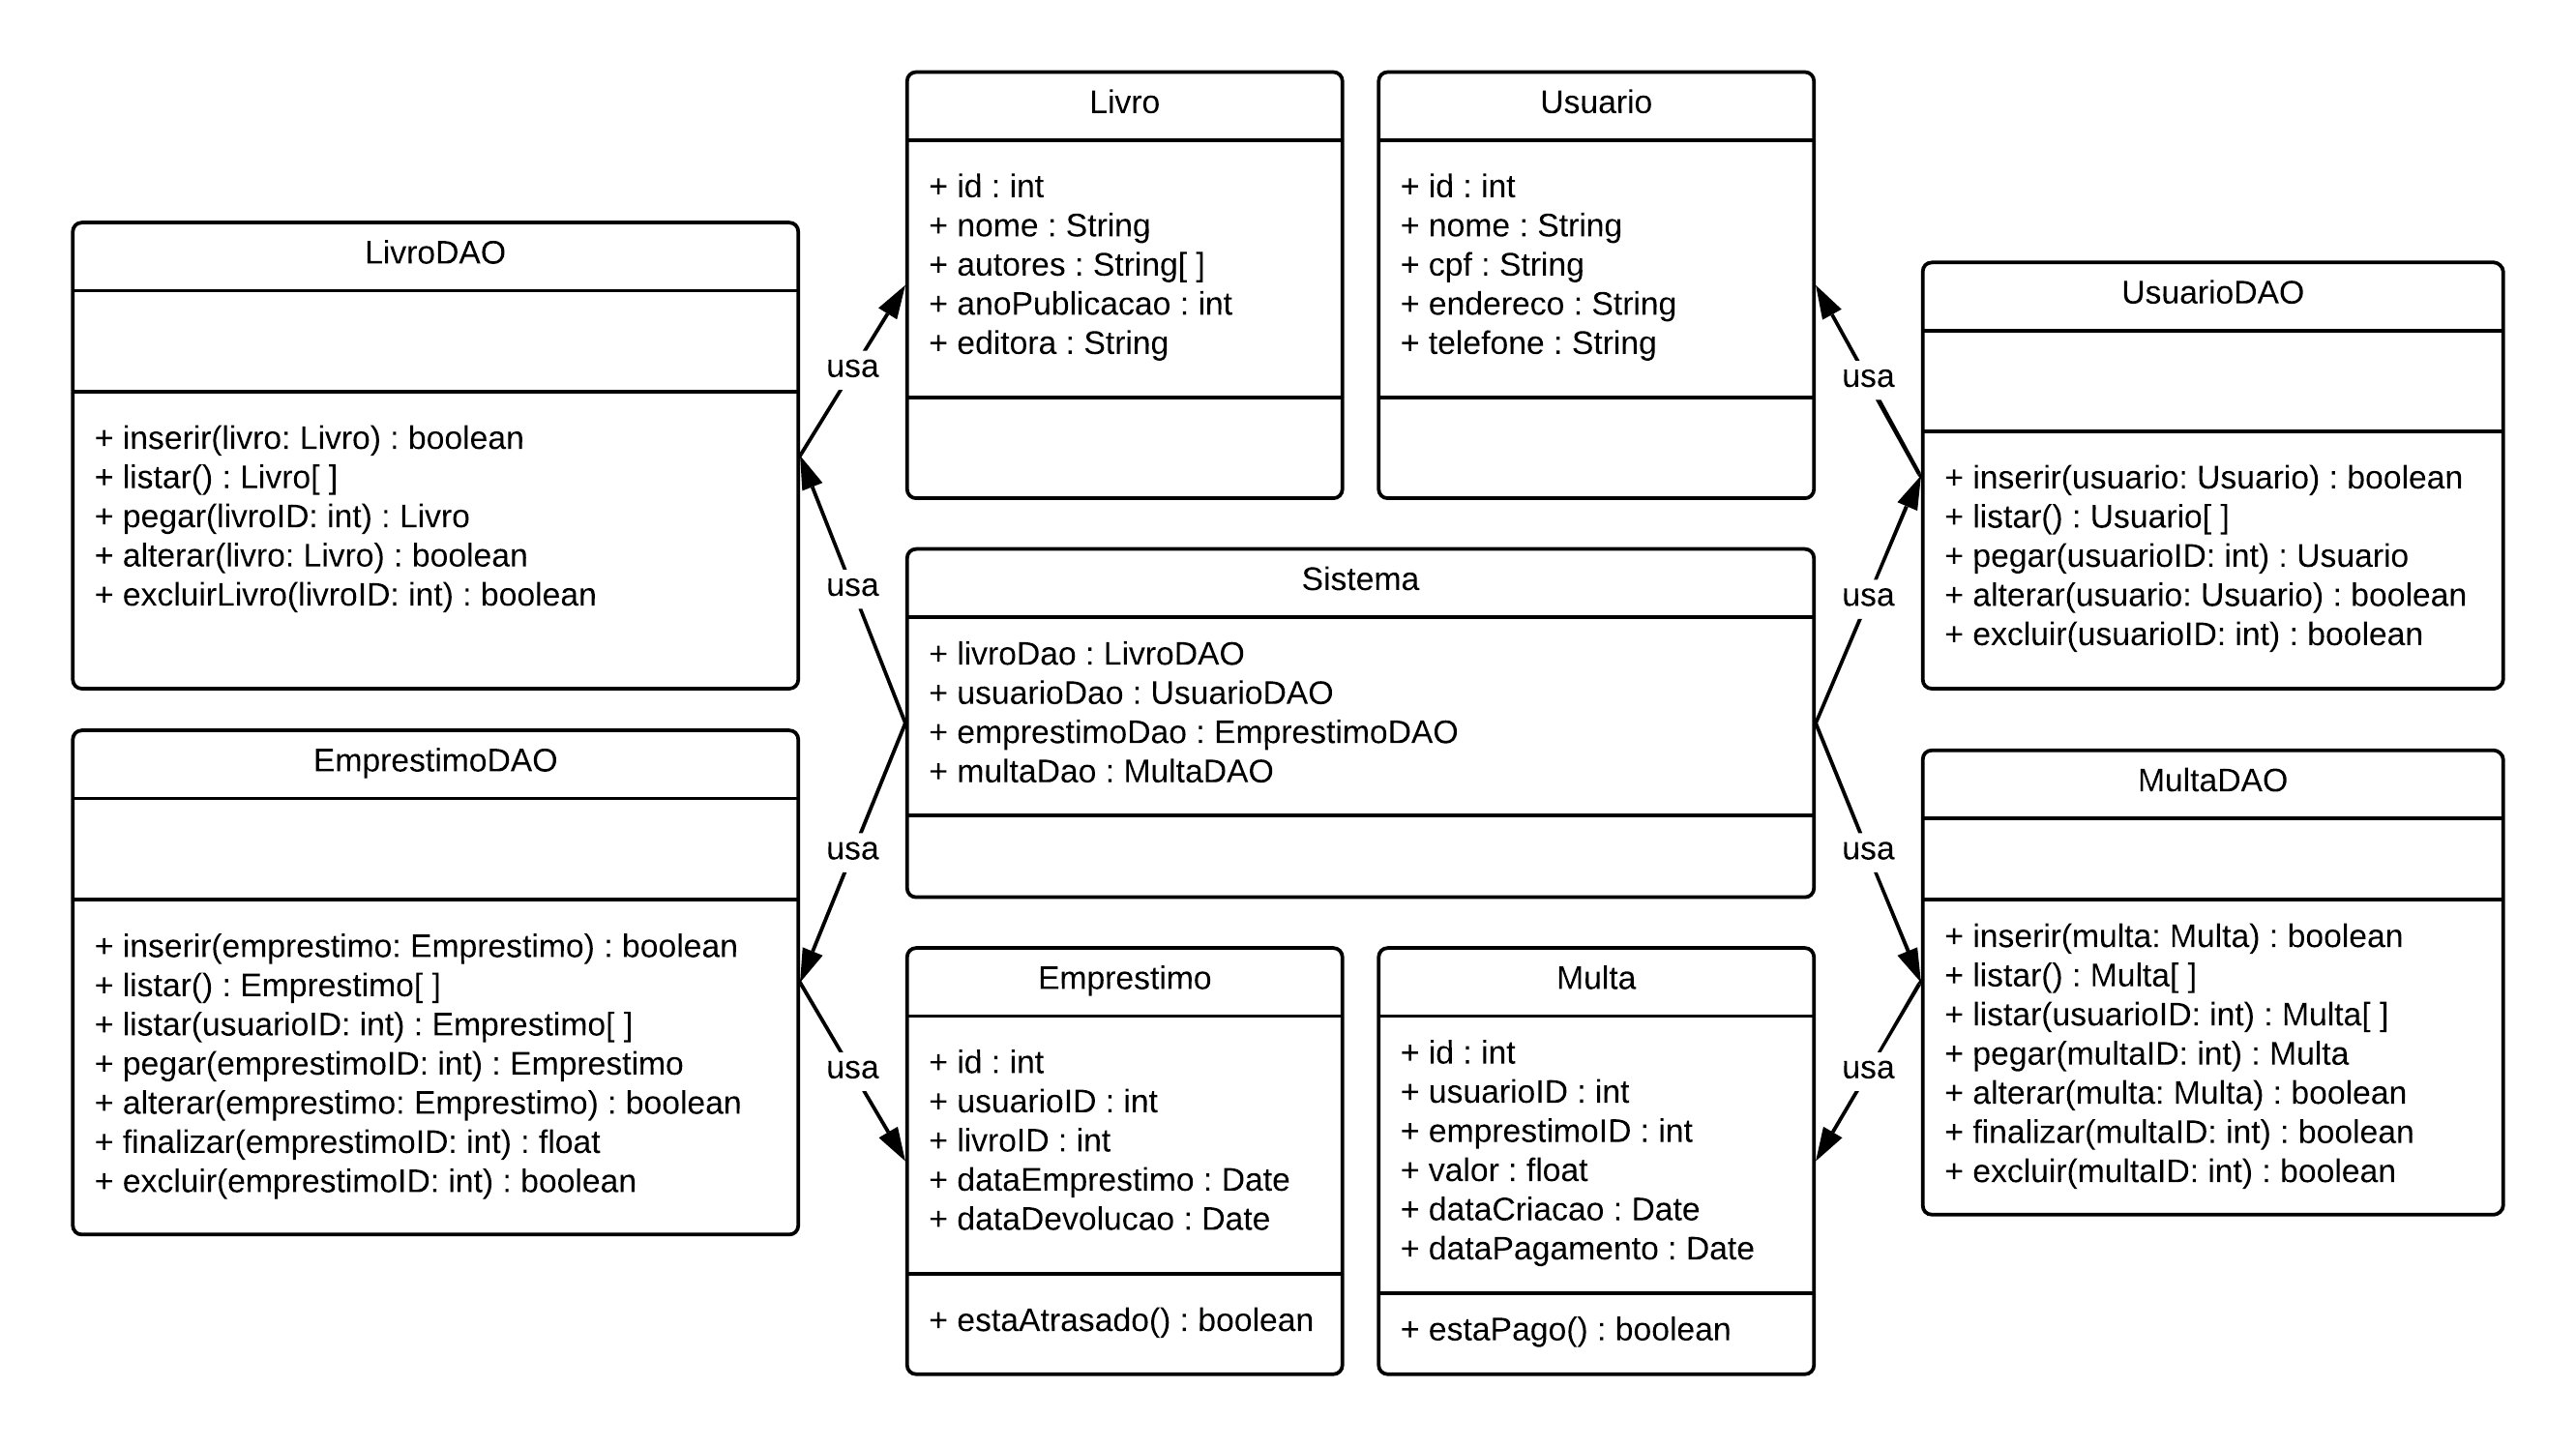 Livro
+ id : int
+ nome : String
+ autores : String[ ]
+ anoPublicacao : int
+ editora : String
Usuario
+ id : int
+ nome : String
+ cpf : String
+ endereco : String
+ telefone : String
LivroDAO
+ inserir(livro: Livro) : boolean
+ listar() : Livro[ ]
+ pegar(livroID: int) : Livro
+ alterar(livro: Livro) : boolean
+ excluirLivro(livroID: int) : boolean
usa
usa
UsuarioDAO
+ inserir(usuario: Usuario) : boolean
+ listar() : Usuario[ ]
+ pegar(usuarioID: int) : Usuario
+ alterar(usuario: Usuario) : boolean
+ excluir(usuarioID: int) : boolean
usa
usa
Sistema
+ livroDao : LivroDAO
+ usuarioDao : UsuarioDAO
+ emprestimoDao : EmprestimoDAO
+ multaDao : MultaDAO
EmprestimoDAO
+ inserir(emprestimo: Emprestimo) : boolean
+ listar() : Emprestimo[ ]
+ listar(usuarioID: int) : Emprestimo[ ]
+ pegar(emprestimoID: int) : Emprestimo
+ alterar(emprestimo: Emprestimo) : boolean
+ finalizar(emprestimoID: int) : float
+ excluir(emprestimoID: int) : boolean
usa
usa
Emprestimo
+ id : int
+ usuarioID : int
+ livroID : int
+ dataEmprestimo : Date
+ dataDevolucao : Date
+ estaAtrasado() : boolean
Multa
+ id : int
+ usuarioID : int
+ emprestimoID : int
+ valor : float
+ dataCriacao : Date
+ dataPagamento : Date
+ estaPago() : boolean
usa
usa
MultaDAO
+ inserir(multa: Multa) : boolean
+ listar() : Multa[ ]
+ listar(usuarioID: int) : Multa[ ]
+ pegar(multaID: int) : Multa
+ alterar(multa: Multa) : boolean
+ finalizar(multaID: int) : boolean
+ excluir(multaID: int) : boolean